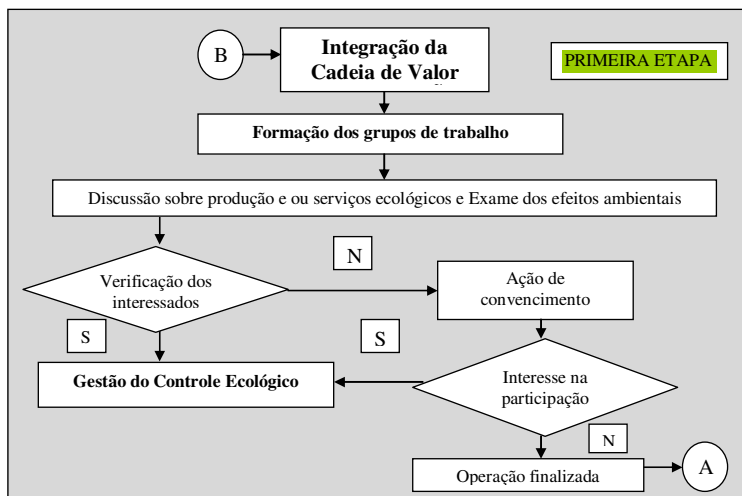 B
Integração da
Cadeia de Valor
PRIMEIRA ETAPA
Formação dos grupos de trabalho
Discussão sobre produção e ou serviços ecológicos e Exame dos efeitos ambientais
Verificação dos
interessados
N
Ação de
convencimento
S
S
Gestão do Controle Ecológico
Interesse na
participação
N
Operação finalizada
A